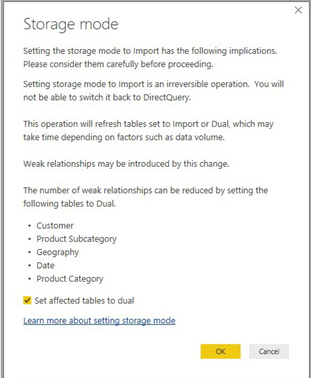 Storage mode
Setting the storage mode to Import has the following implications.
Please consider them carefully before proceeding.
Setting storage mode to Import is an irreversible operation. You will
not be able to switch it back to DirectQuery.
This operation will refresh tables set to Import or Dual, which may
take time depending on factors such as data volume.
Weak relationships may be introduced by this change.
The number of weak relationships can be reduced by setting the
following tables to Dual.
• Customer
• Product Subcategory
• Geography
• Date
• Product Category
Set affected tables to dual
Learn more about setting storage mode
OK Cancel